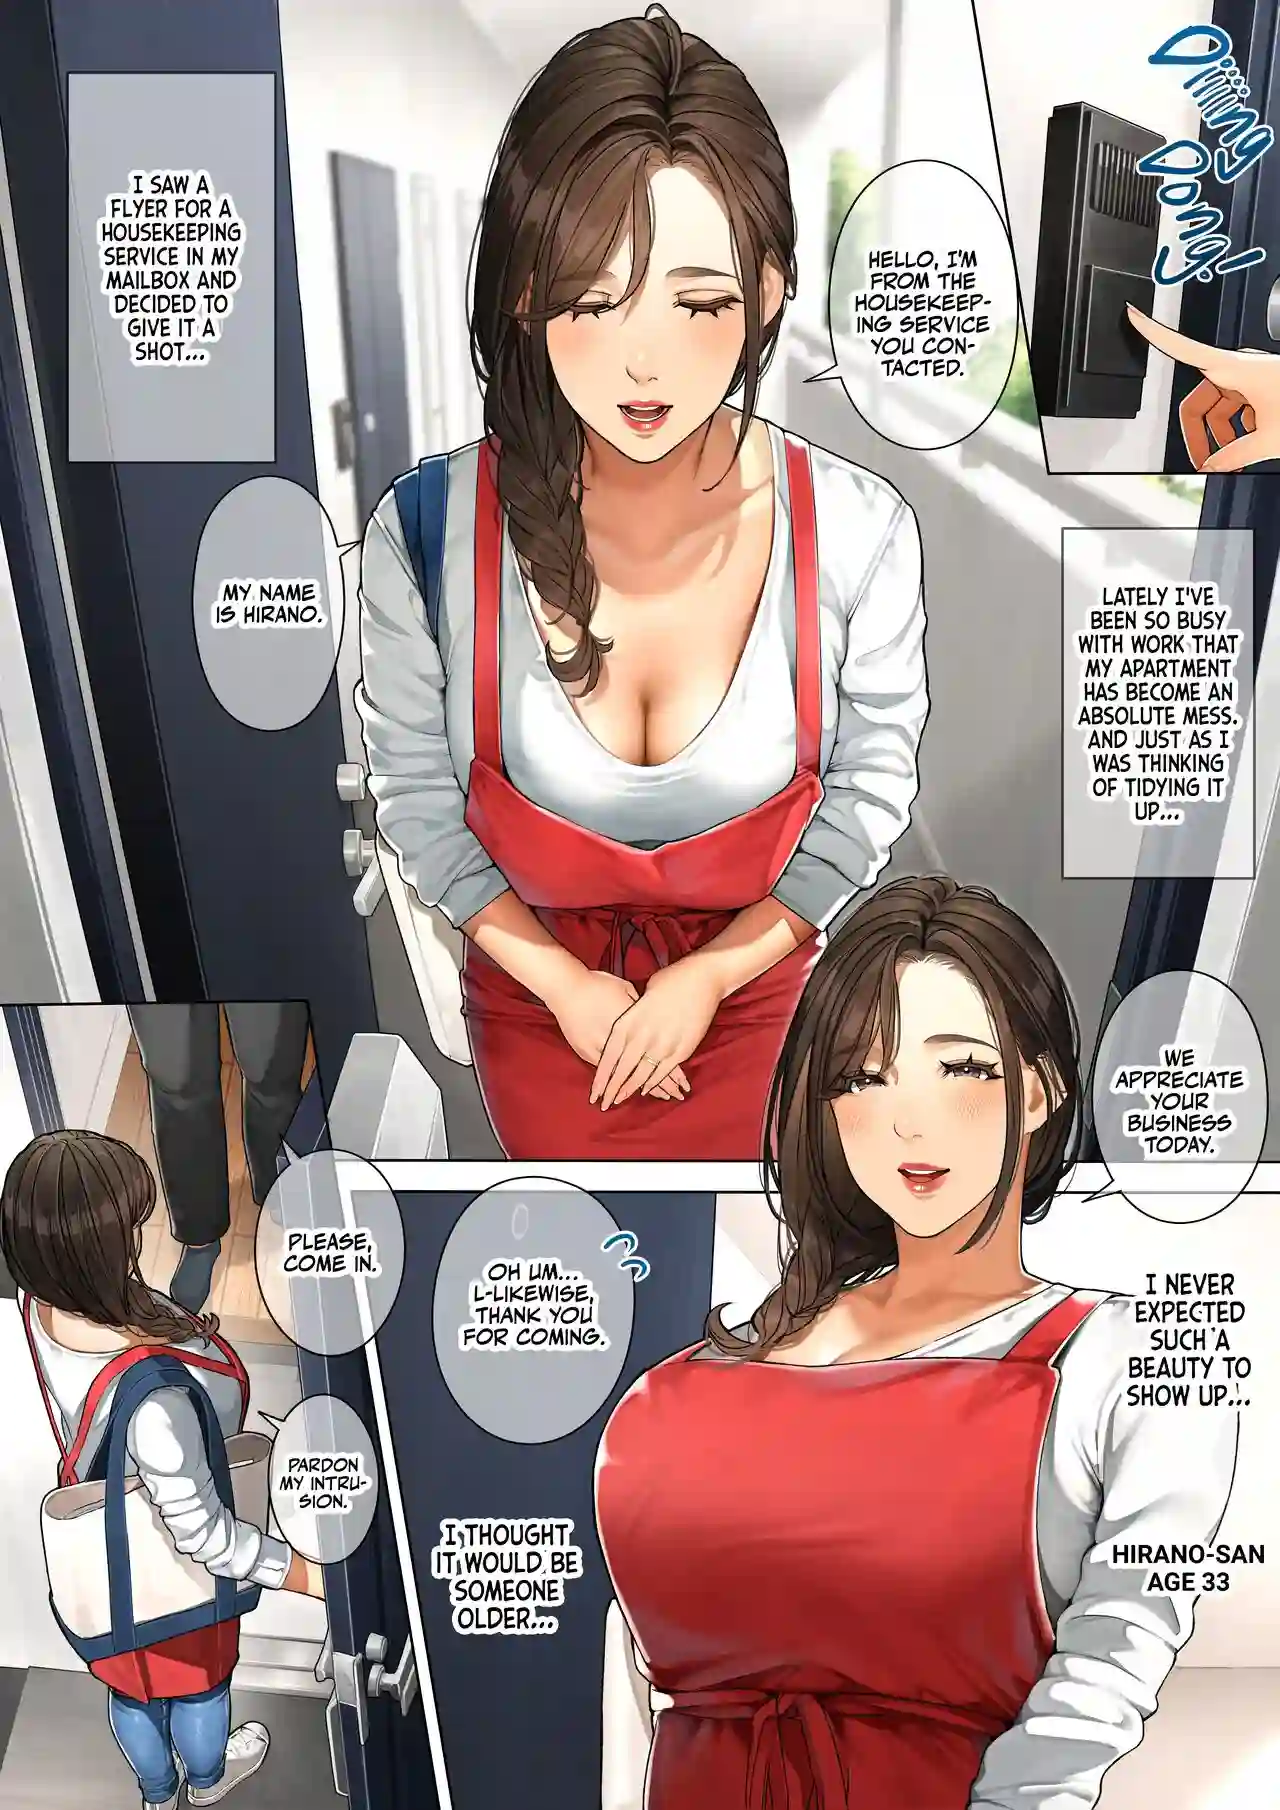 Diiiing
Dong!
LATELY I'VE
BEEN SO BUSY
WITH WORK THAT
MY APARTMENT
HAS BECOME AN
ABSOLUTE MESS.
AND JUST AS I
WAS THINKING
OF TIDYING IT
UP...
I SAW A
FLYER FOR A
HOUSEKEEPING
SERVICE IN MY
MAILBOX AND
DECIDED TO
GIVE IT A
SHOT...
HELLO, I'M
FROM THE
HOUSEKEEP-
ING SERVICE
YOU CON-
TACTED.
MY NAME
IS HIRANO.
WE
APPRECIATE
YOUR
BUSINESS
TODAY.
I NEVER
EXPECTED
SUCH A
BEAUTY TO
SHOW UP...
HIRANO-SAN
AGE 33
OH UM...
L-LIKEWISE,
THANK YOU
FOR COMING.
I THOUGHT
IT WOULD BE
SOMEONE
OLDER...
PLEASE,
COME IN.
PARDON
MY INTRU-
SION.